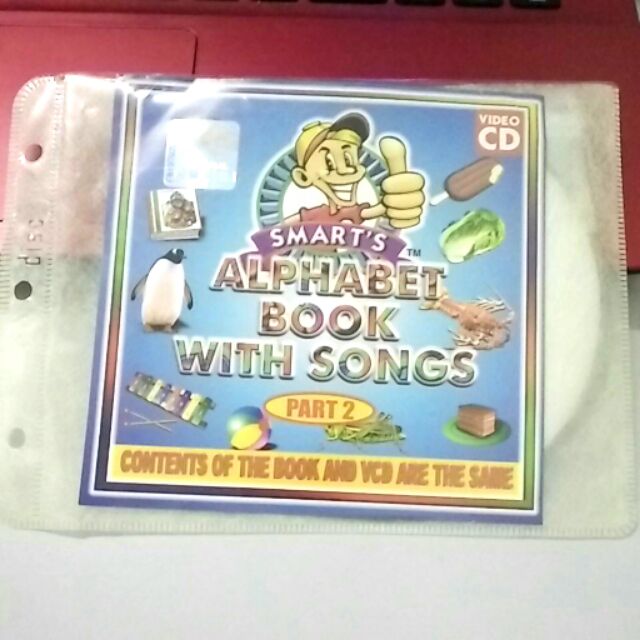 VIDEO
CD
SMART'S
™
ALPHABET
BOOK
WITH SONGS
PART 2
CONTENTS OF THE BOOK AND VCD ARE THE SAME